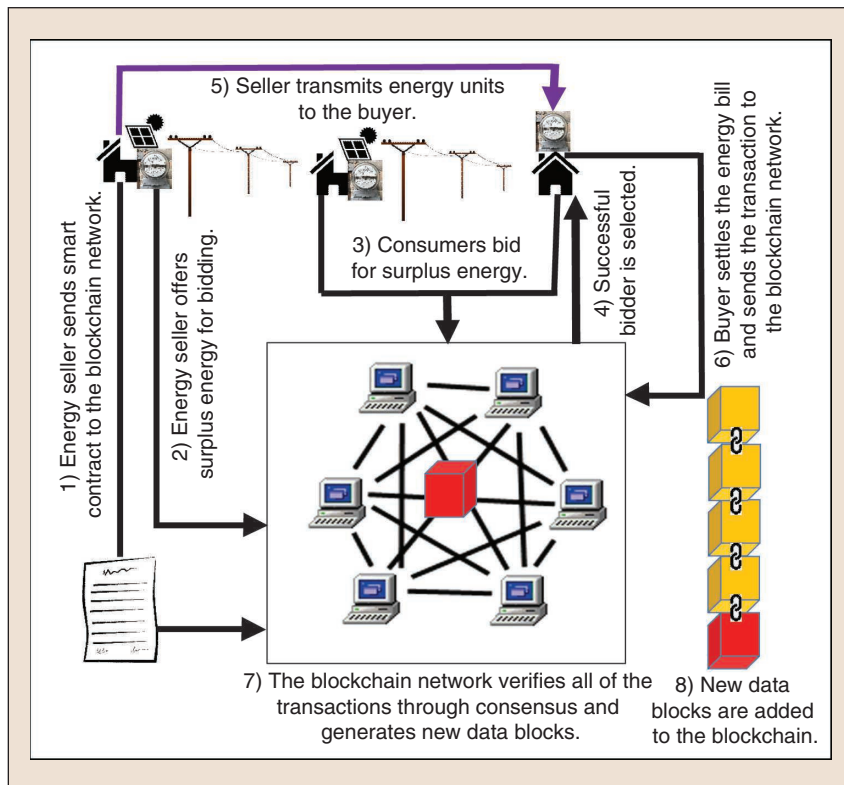 5) Seller transmits energy units
to the buyer.
1) Energy seller sends smart
contract to the blockchain network.
2) Energy seller offers
surplus energy for bidding.
3) Consumers bid
for surplus energy.
4) Successful
bidder is selected.
6) Buyer settles the energy bill
and sends the transaction to
the blockchain network.
7) The blockchain network verifies all of the
transactions through consensus and
generates new data blocks.
8) New data
blocks are added
to the blockchain.